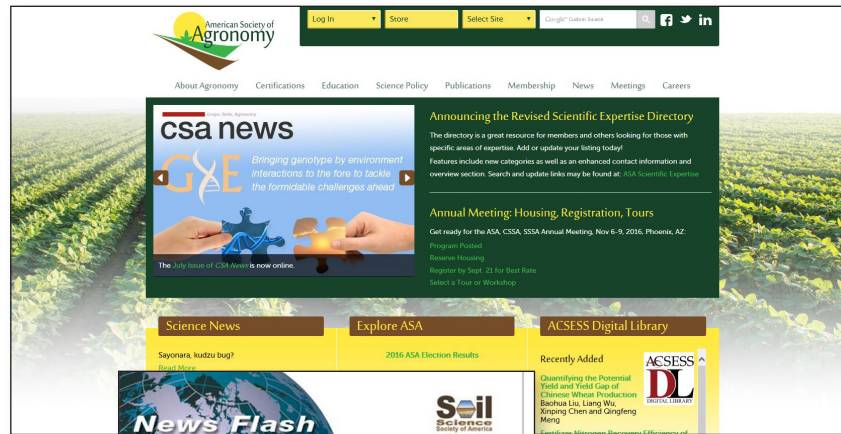 American Society of
Agronomy
Log In
Store
Select Site
Google™ Custom Search
About Agronomy Certifications Education Science Policy Publications Membership News Meetings Careers
Crops, Soils, Agronomy
csa news
GXE
Bringing genotype by environment
interactions to the fore to tackle
the formidable challenges ahead
The July Issue of CSA News is now online.
Announcing the Revised Scientific Expertise Directory
The directory is a great resource for members and others looking for those with
specific areas of expertise. Add or update your listing today!
Features include new categories as well as an enhanced contact information and
overview section. Search and update links may be found at: ASA Scientific Expertise
Annual Meeting: Housing, Registration, Tours
Get ready for the ASA, CSSA, SSSA Annual Meeting, Nov 6-9, 2016, Phoenix, AZ:
Program Posted
Reserve Housing
Register by Sept. 21 for Best Rate
Select a Tour or Workshop
Science News
Sayonara, kudzu bug?
Read More
Explore ASA
2016 ASA Election Results
ACSESS Digital Library
Recently Added
ACSESS
DL
DIGITAL LIBRARY
Quantifying the Potential
Yield and Yield Gap of
Chinese Wheat Production
Baohua Liu, Liang Wu,
Xinping Chen and Qingfeng
Meng
Fertilizer Nitrogen Recovery Efficiency of
News Flash
Soil
Science
Society of America